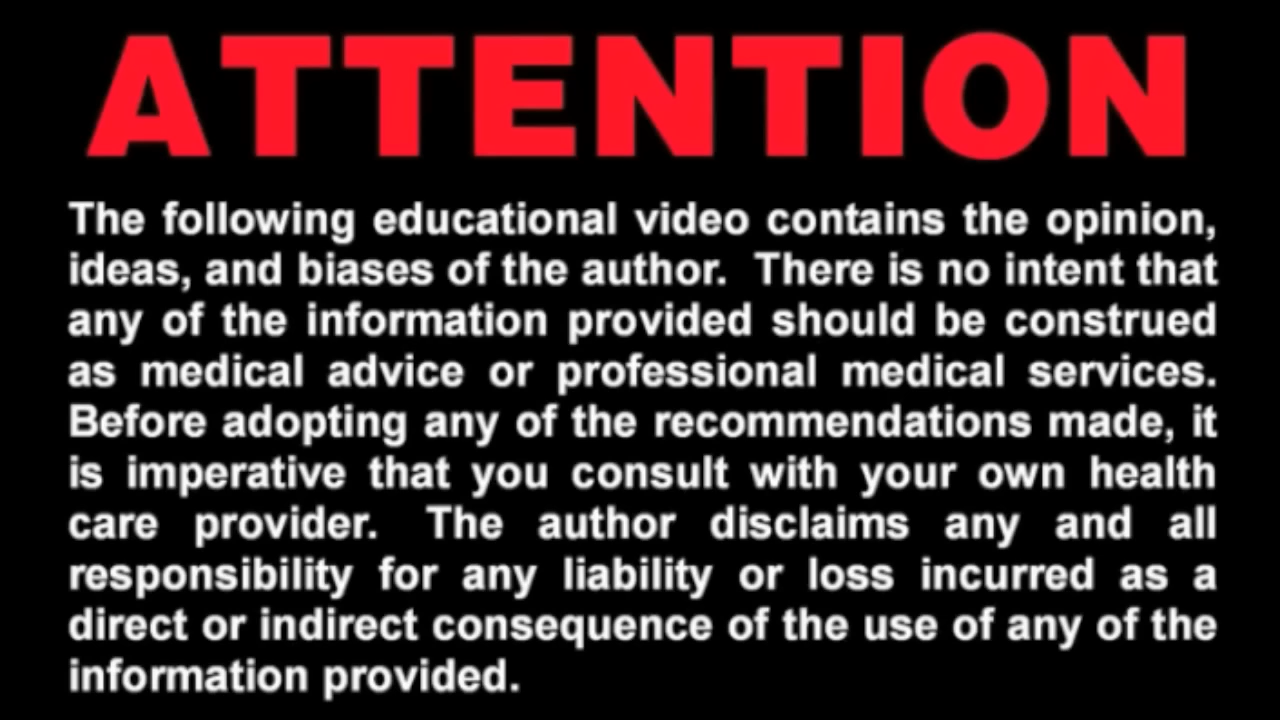 ATTENTION
The following educational video contains the opinion,
ideas, and biases of the author.  There is no intent that
any of the information provided should be construed
as medical advice or professional medical services.
Before adopting any of the recommendations made, it
is imperative that you consult with your own health
care provider.  The author disclaims any and all
responsibility for any liability or loss incurred as a
direct or indirect consequence of the use of any of the
information provided.